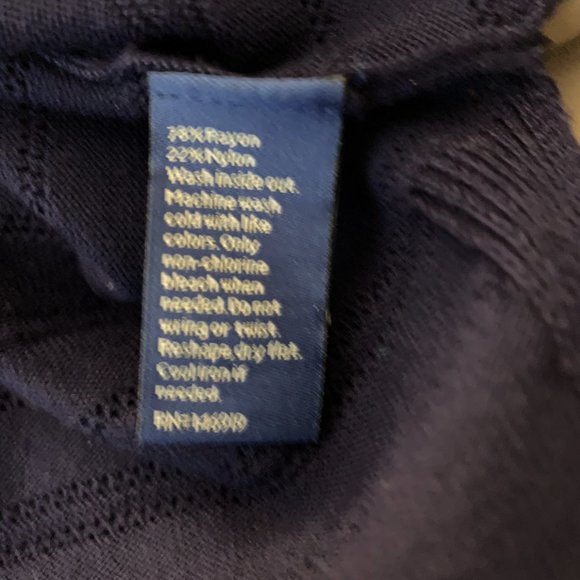 78% Rayon
22% Nylon
Wash inside out.
Machine wash
cold with like
colors. Only
non-chlorine
bleach when
needed. Do not
wring or twist.
Reshape, dry flat.
Cool iron if
needed.